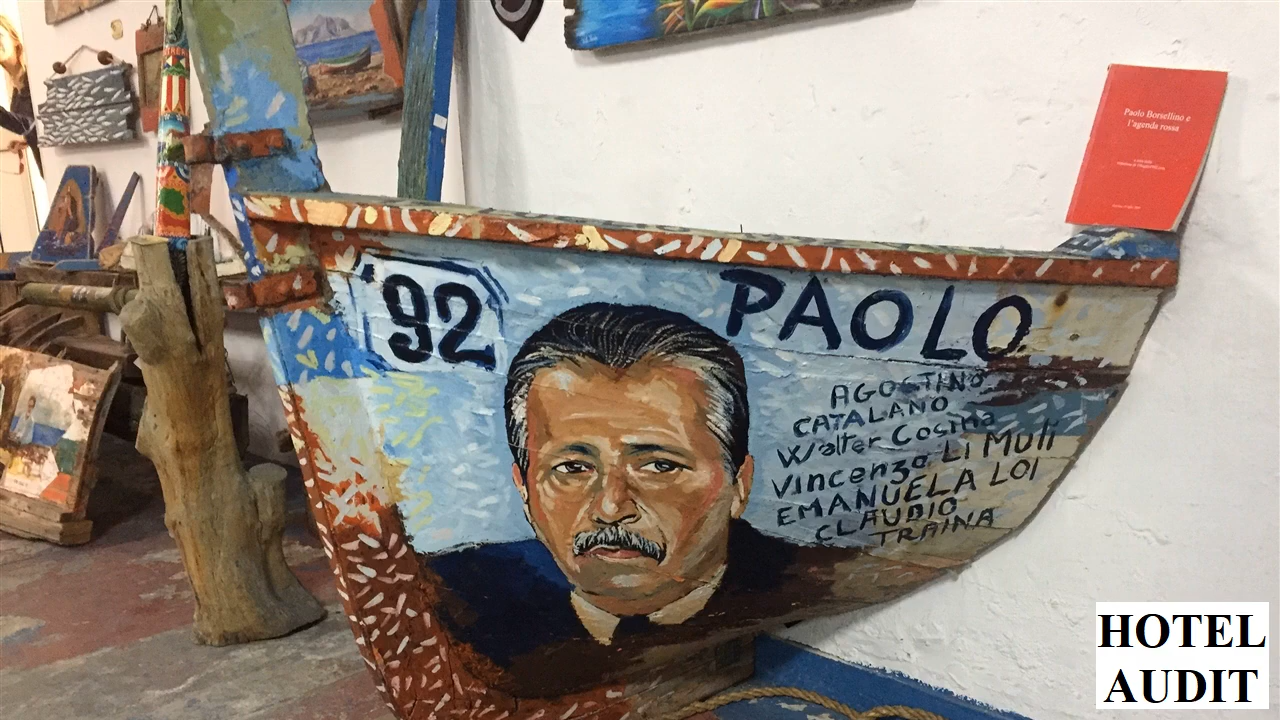 Paolo Borsellino e
l'agenda rossa
92
PAOLO
AGOSTINO
CATALANO
Walter Cosina
Vincenzo Li Muli
EMANUELA LOI
CLAUDIO
TRAINA
HOTEL
AUDIT